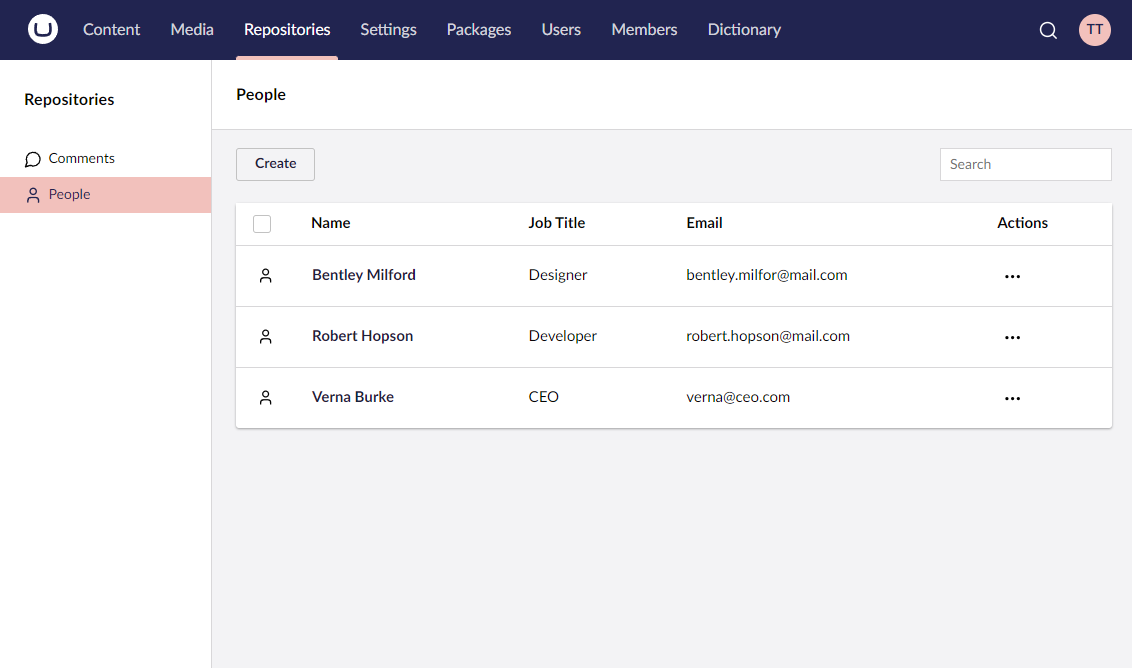 Content Media Repositories Settings Packages Users Members Dictionary TT
Repositories
Comments
People
People
Create Search
Name Job Title Email Actions
Bentley Milford Designer bentley.milfor@mail.com
Robert Hopson Developer robert.hopson@mail.com
Verna Burke CEO verna@ceo.com